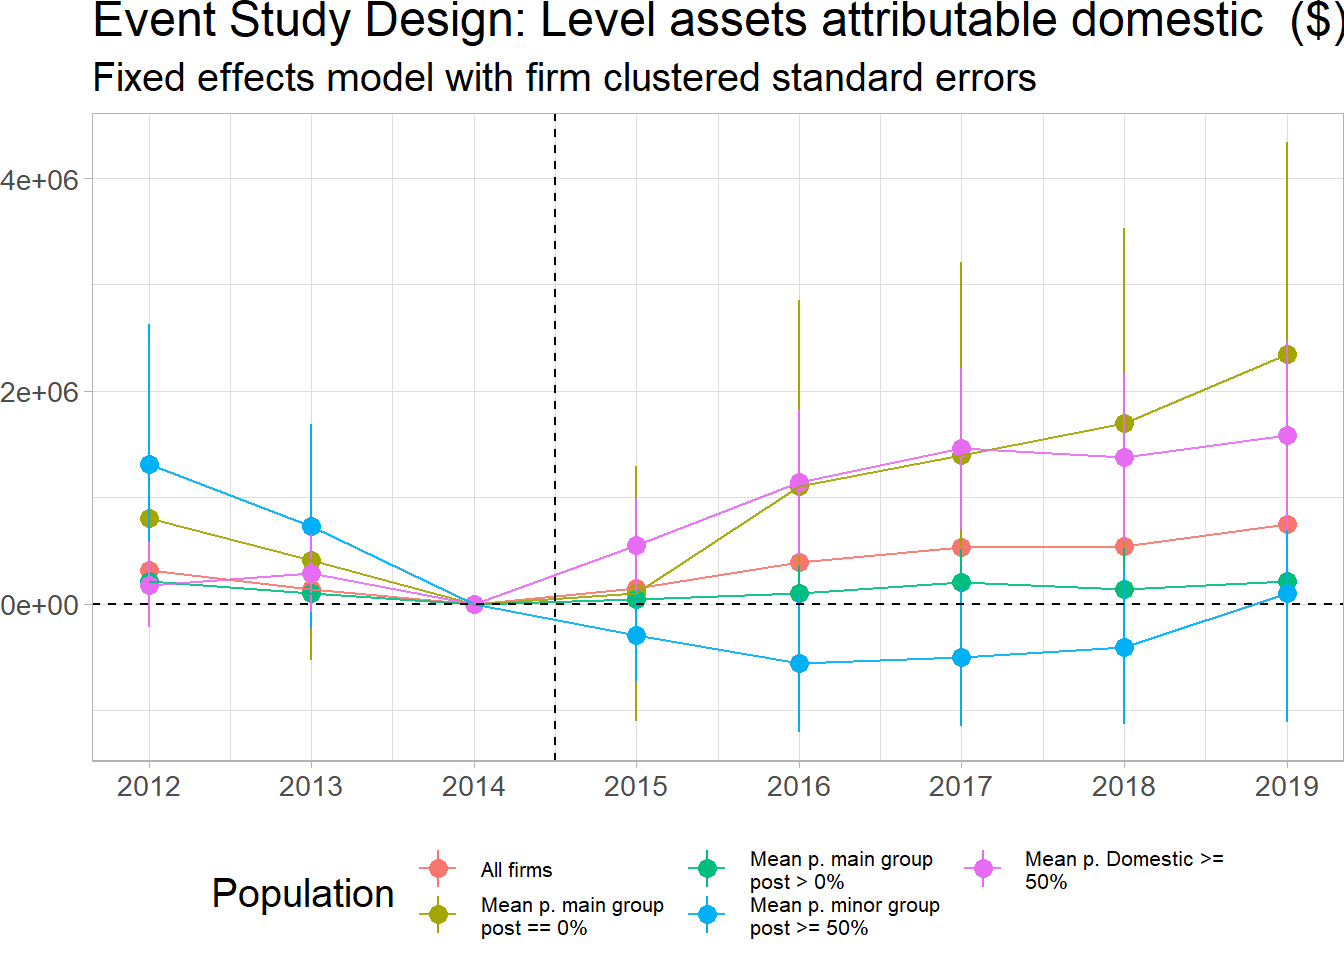 Event Study Design: Level assets attributable domestic  ($)
Fixed effects model with firm clustered standard errors
4e+06
2e+06
0e+00
2012 2013 2014 2015 2016 2017 2018 2019
Population
All firms
Mean p. main group
post == 0%
Mean p. main group
post > 0%
Mean p. minor group
post >= 50%
Mean p. Domestic >=
50%